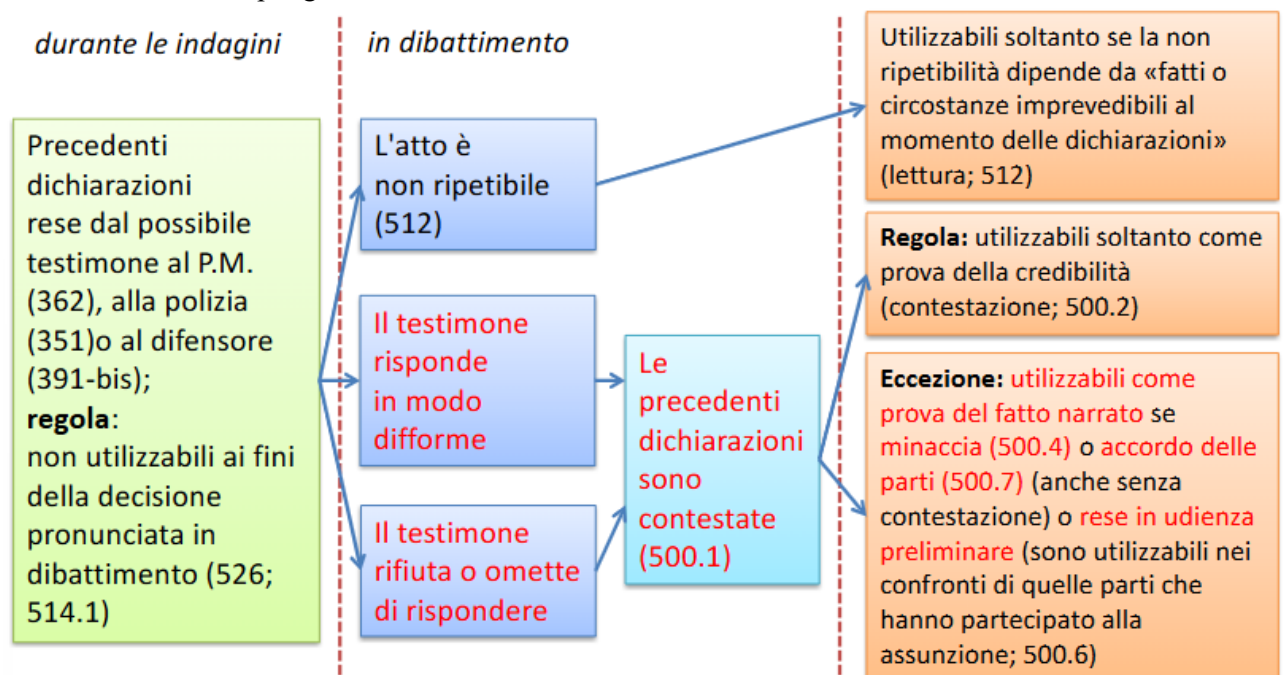 durante le indagini
in dibattimento
Precedenti
dichiarazioni
rese dal possibile
testimone al P.M.
(362), alla polizia
(351)o al difensore
(391-bis);
regola:
non utilizzabili ai fini
della decisione
pronunciata in
dibattimento (526;
514.1)
L'atto è
non ripetibile
(512)
Il testimone
risponde
in modo
difforme
Il testimone
rifiuta o omette
di rispondere
Le
precedenti
dichiarazioni
sono
contestate
(500.1)
Utilizzabili soltanto se la non
ripetibilità dipende da «fatti o
circostanze imprevedibili al
momento delle dichiarazioni»
(lettura; 512)
Regola: utilizzabili soltanto come
prova della credibilità
(contestazione; 500.2)
Eccezione: utilizzabili come
prova del fatto narrato se
minaccia (500.4) o accordo delle
parti (500.7) (anche senza
contestazione) o rese in udienza
preliminare (sono utilizzabili nei
confronti di quelle parti che
hanno partecipato alla
assunzione; 500.6)